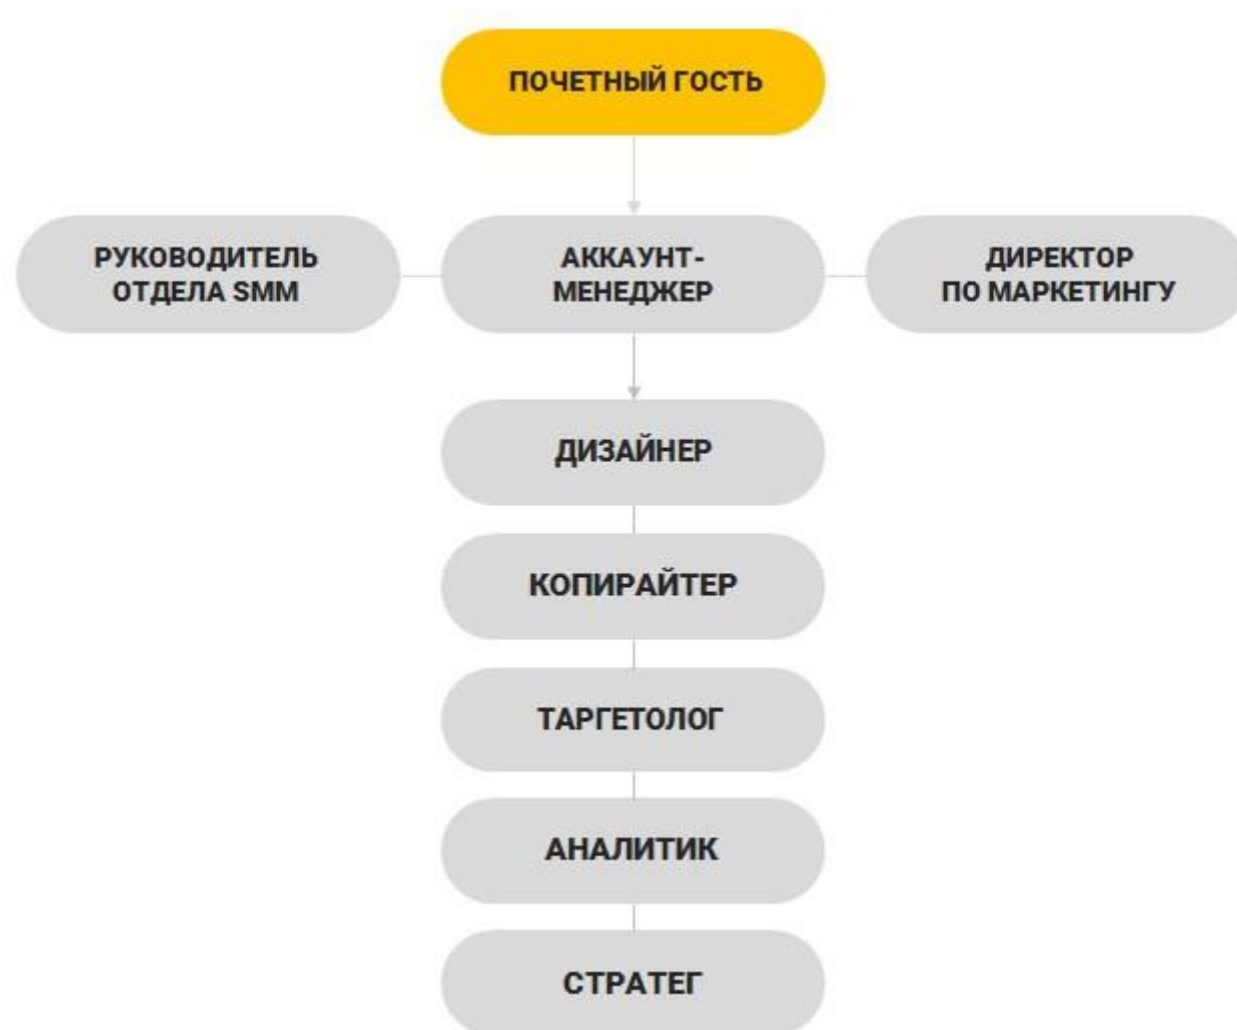 ПОЧЕТНЫЙ ГОСТЬ
РУКОВОДИТЕЛЬ
ОТДЕЛА SMM
АККАУНТ-
МЕНЕДЖЕР
ДИРЕКТОР
ПО МАРКЕТИНГУ
ДИЗАЙНЕР
КОПИРАЙТЕР
ТАРГЕТОЛОГ
АНАЛИТИК
СТРАТЕГ